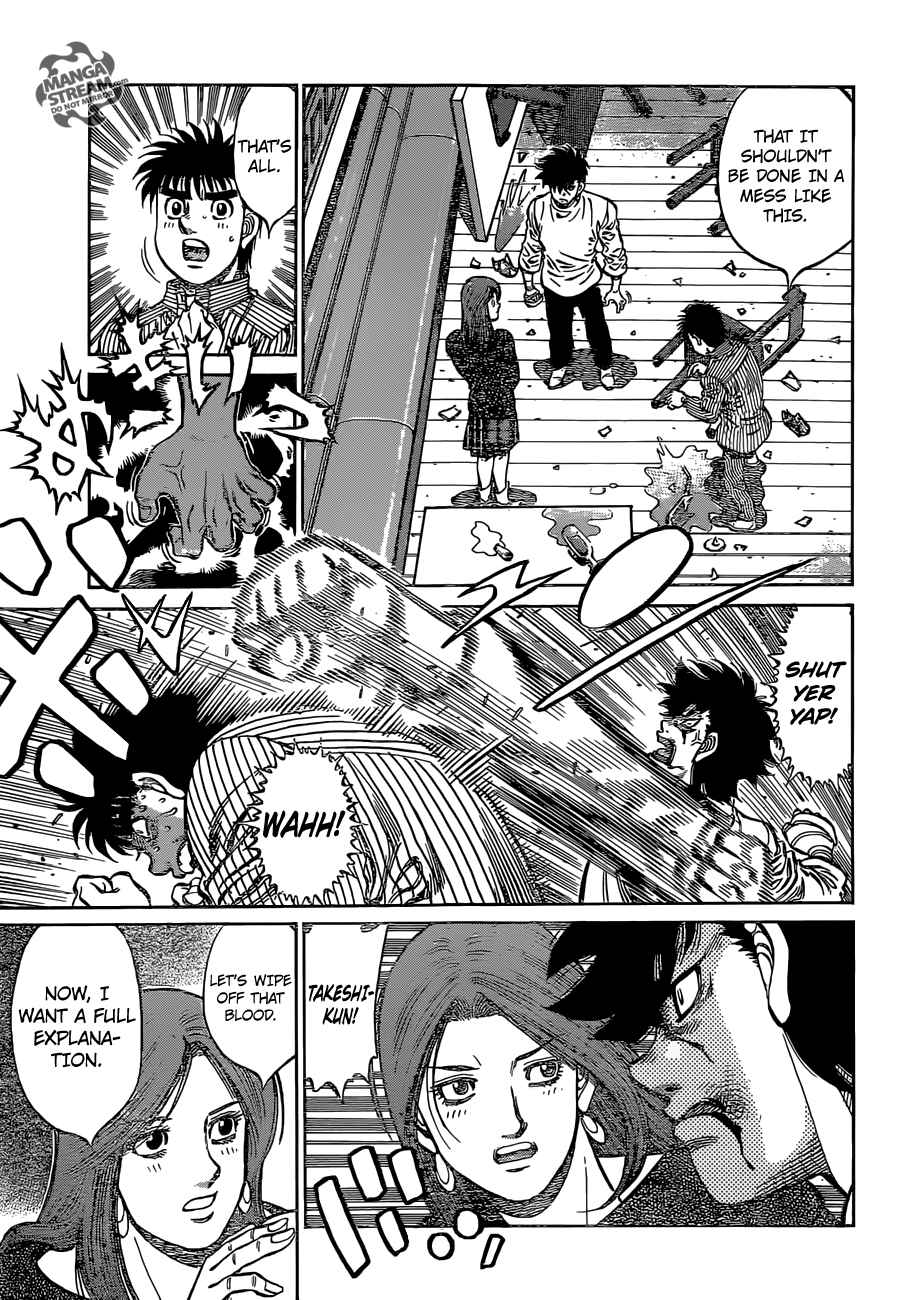 MANGA
STREAM.com
DO NOT MIRROR
THAT IT
SHOULDN'T
BE DONE IN A
MESS LIKE
THIS.
THAT'S
ALL.
SHUT
YER
YAP!
WAHH!
TAKESHI-
KUN!
LET'S WIPE
OFF THAT
BLOOD.
NOW, I
WANT A FULL
EXPLANA-
TION.